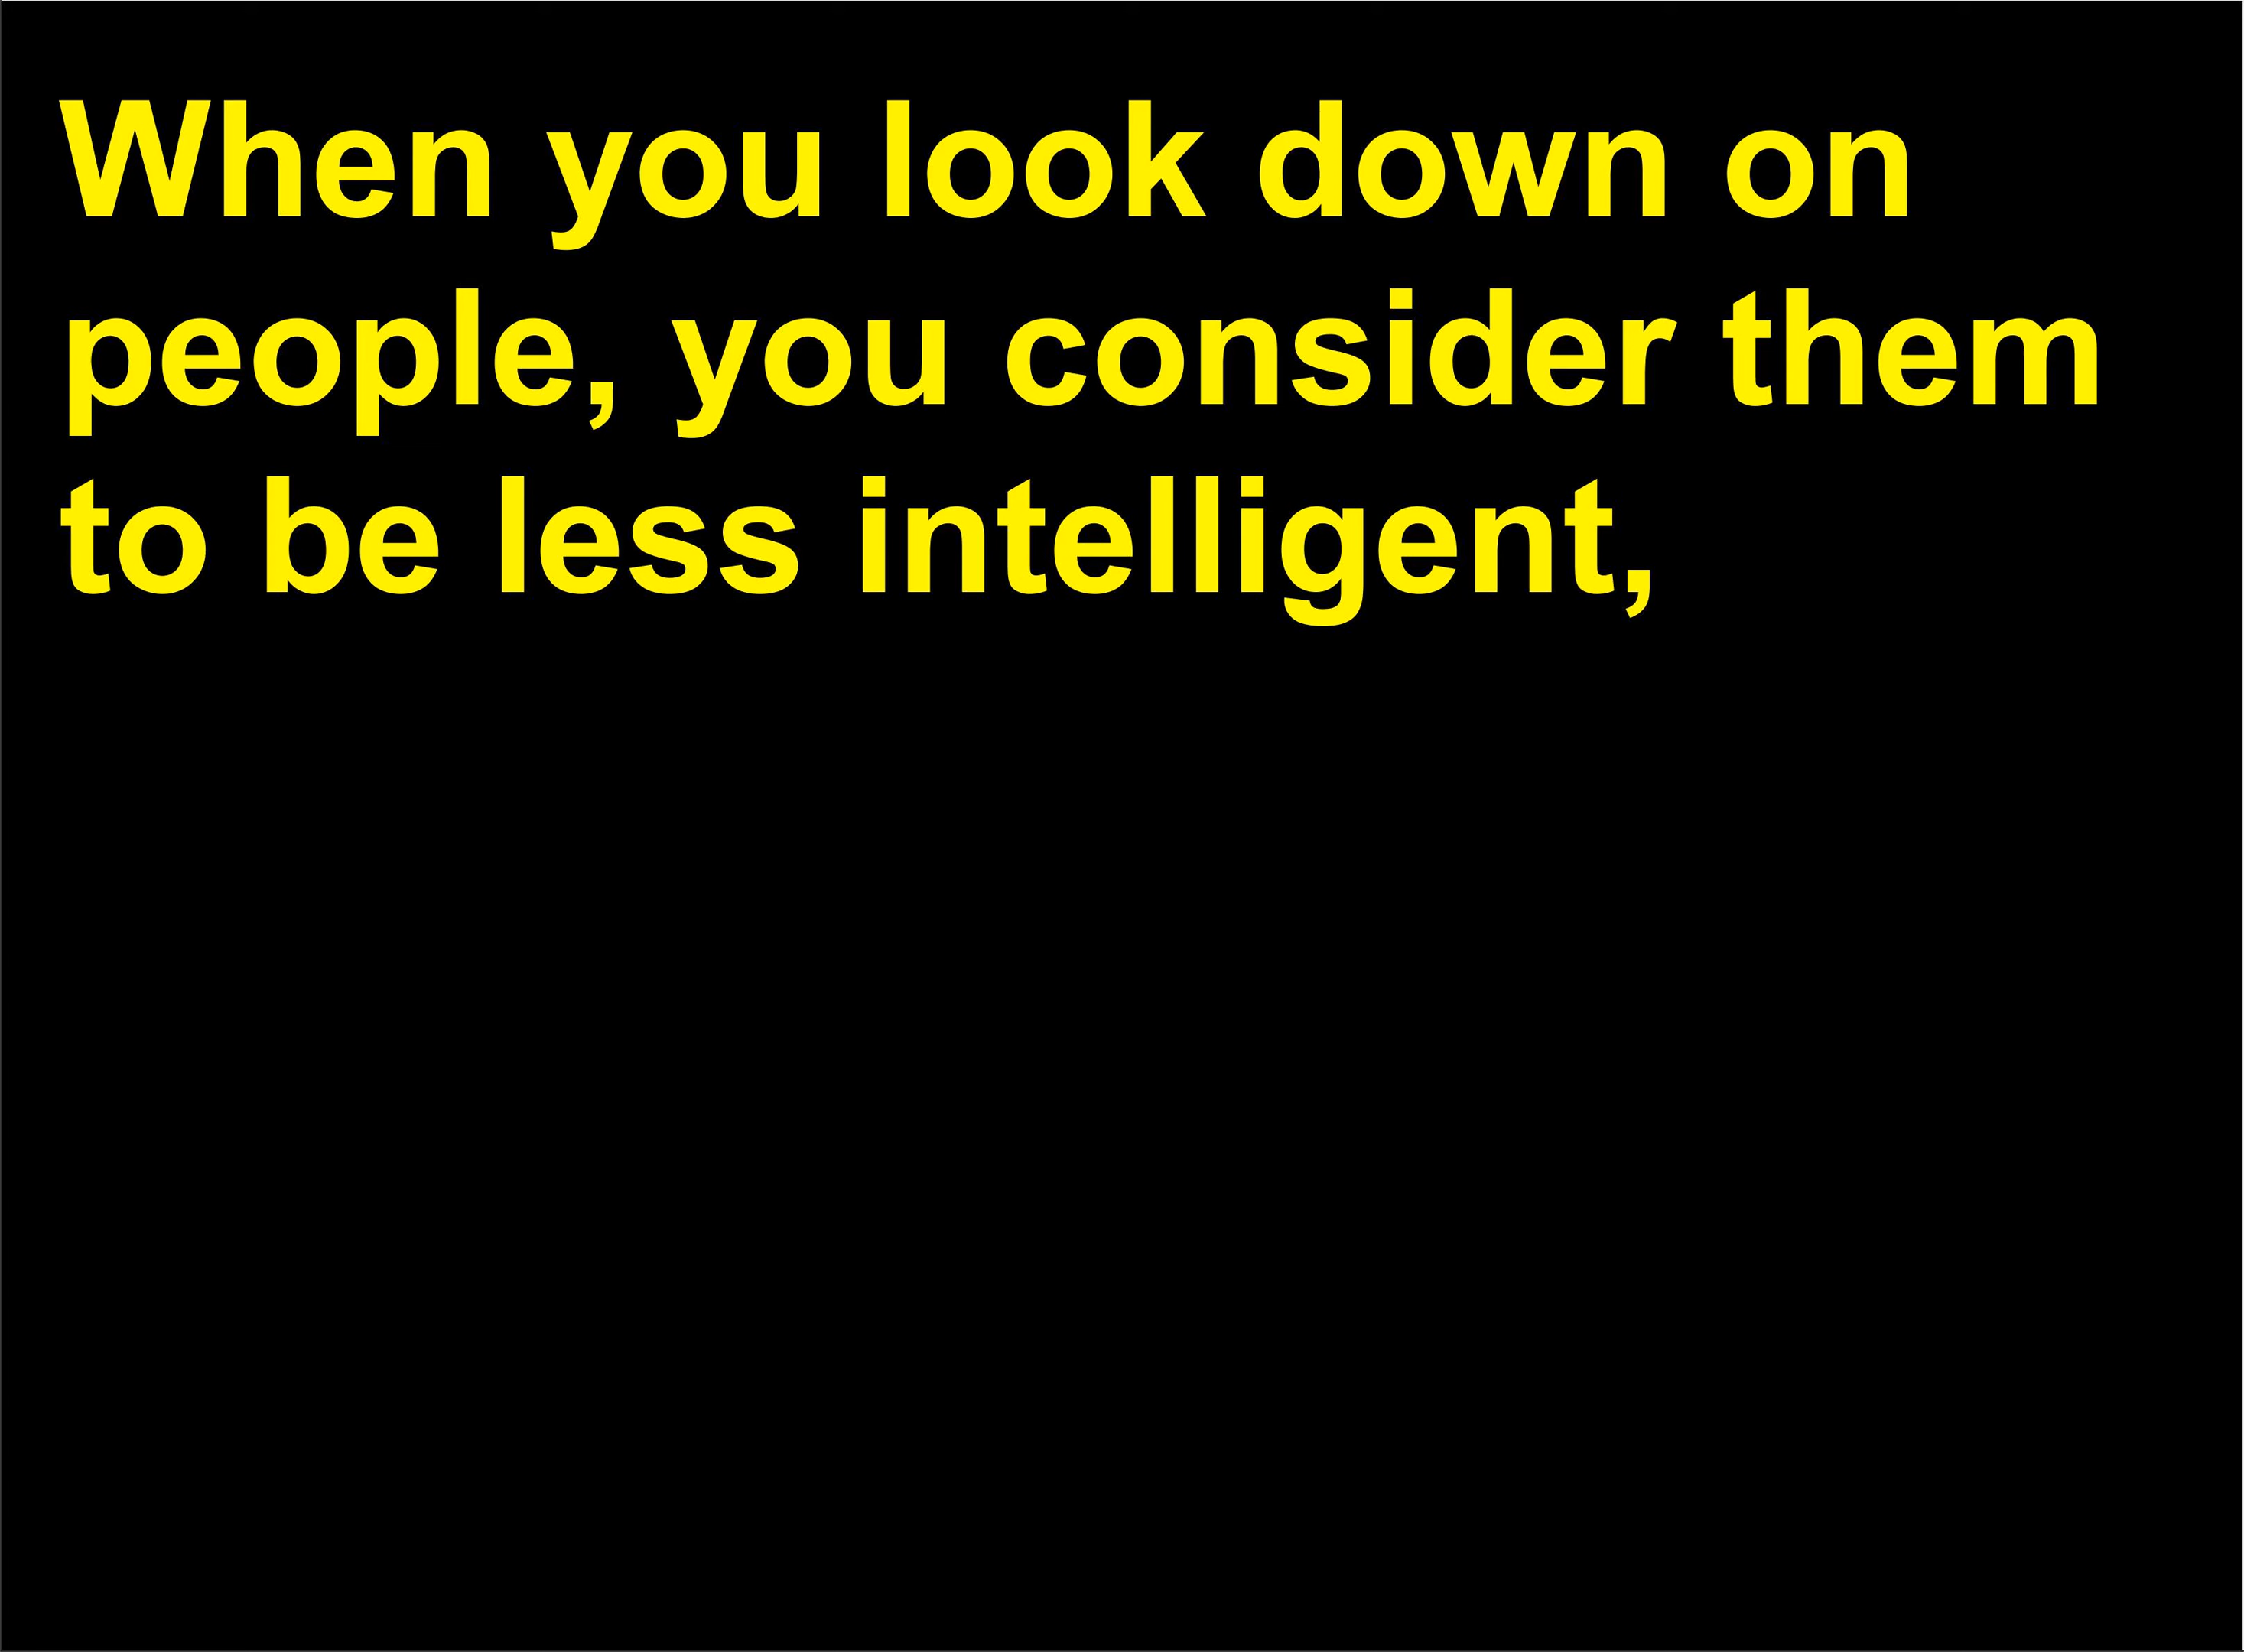 When you look down on
people, you consider them
to be less intelligent,